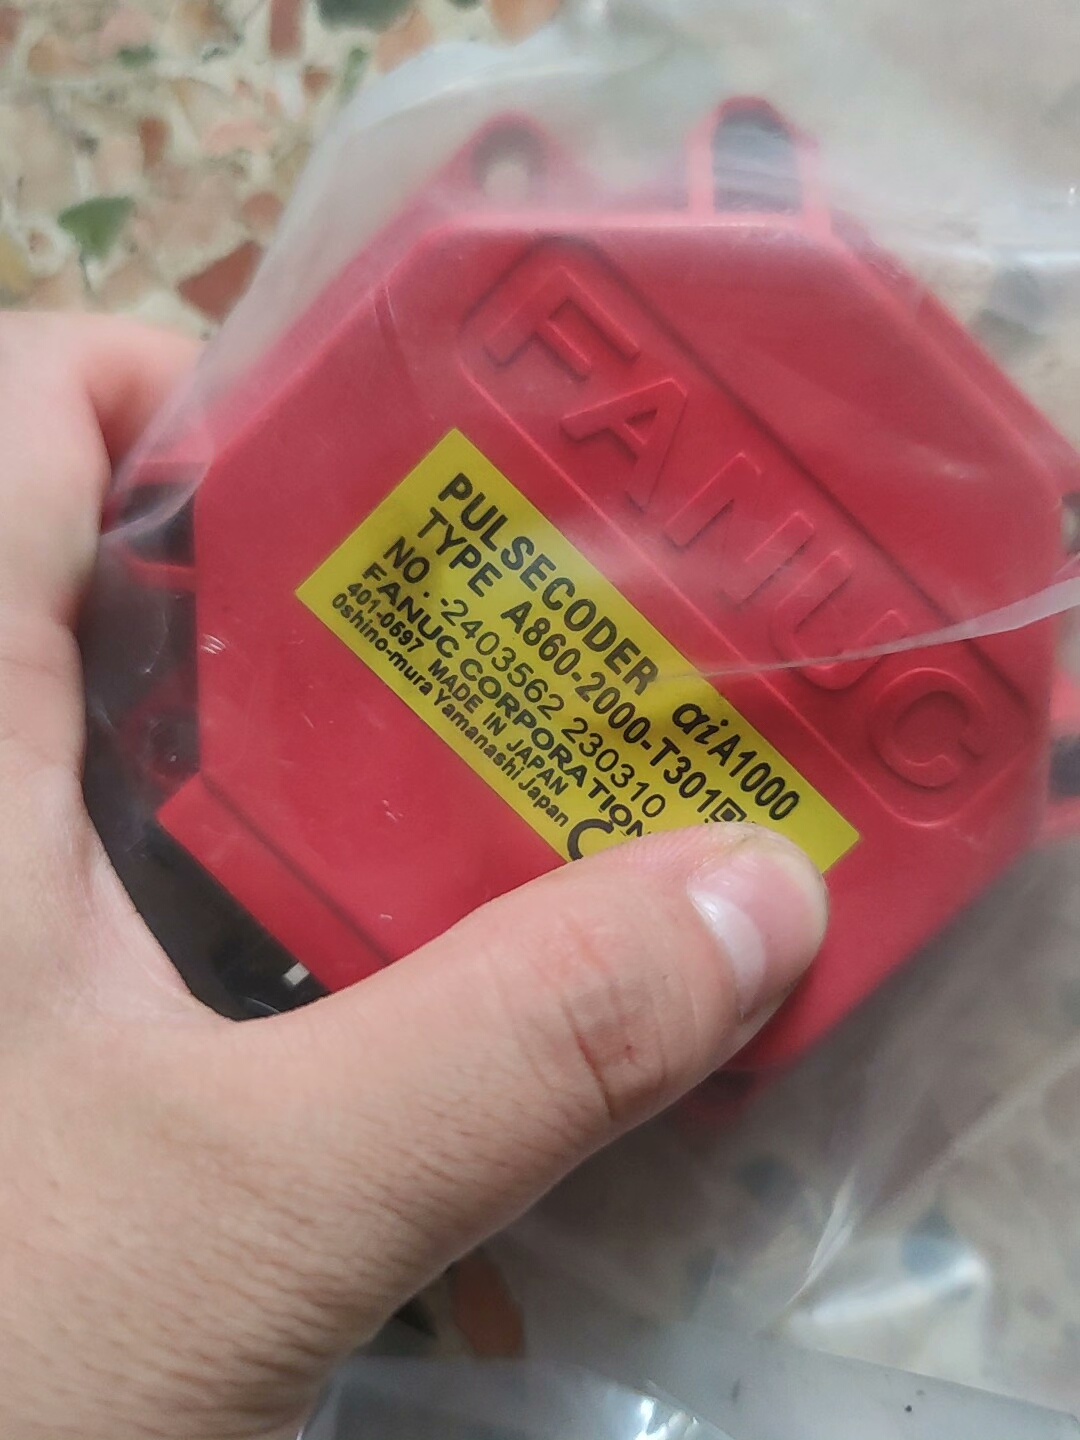 FANUC
PULSECODER αiA1000
TYPE A860-2000-T301
NO. -2403562 230310
FANUC CORPORATION
401-0597 MADE IN JAPAN
Oshino-mura Yamanashi Japan